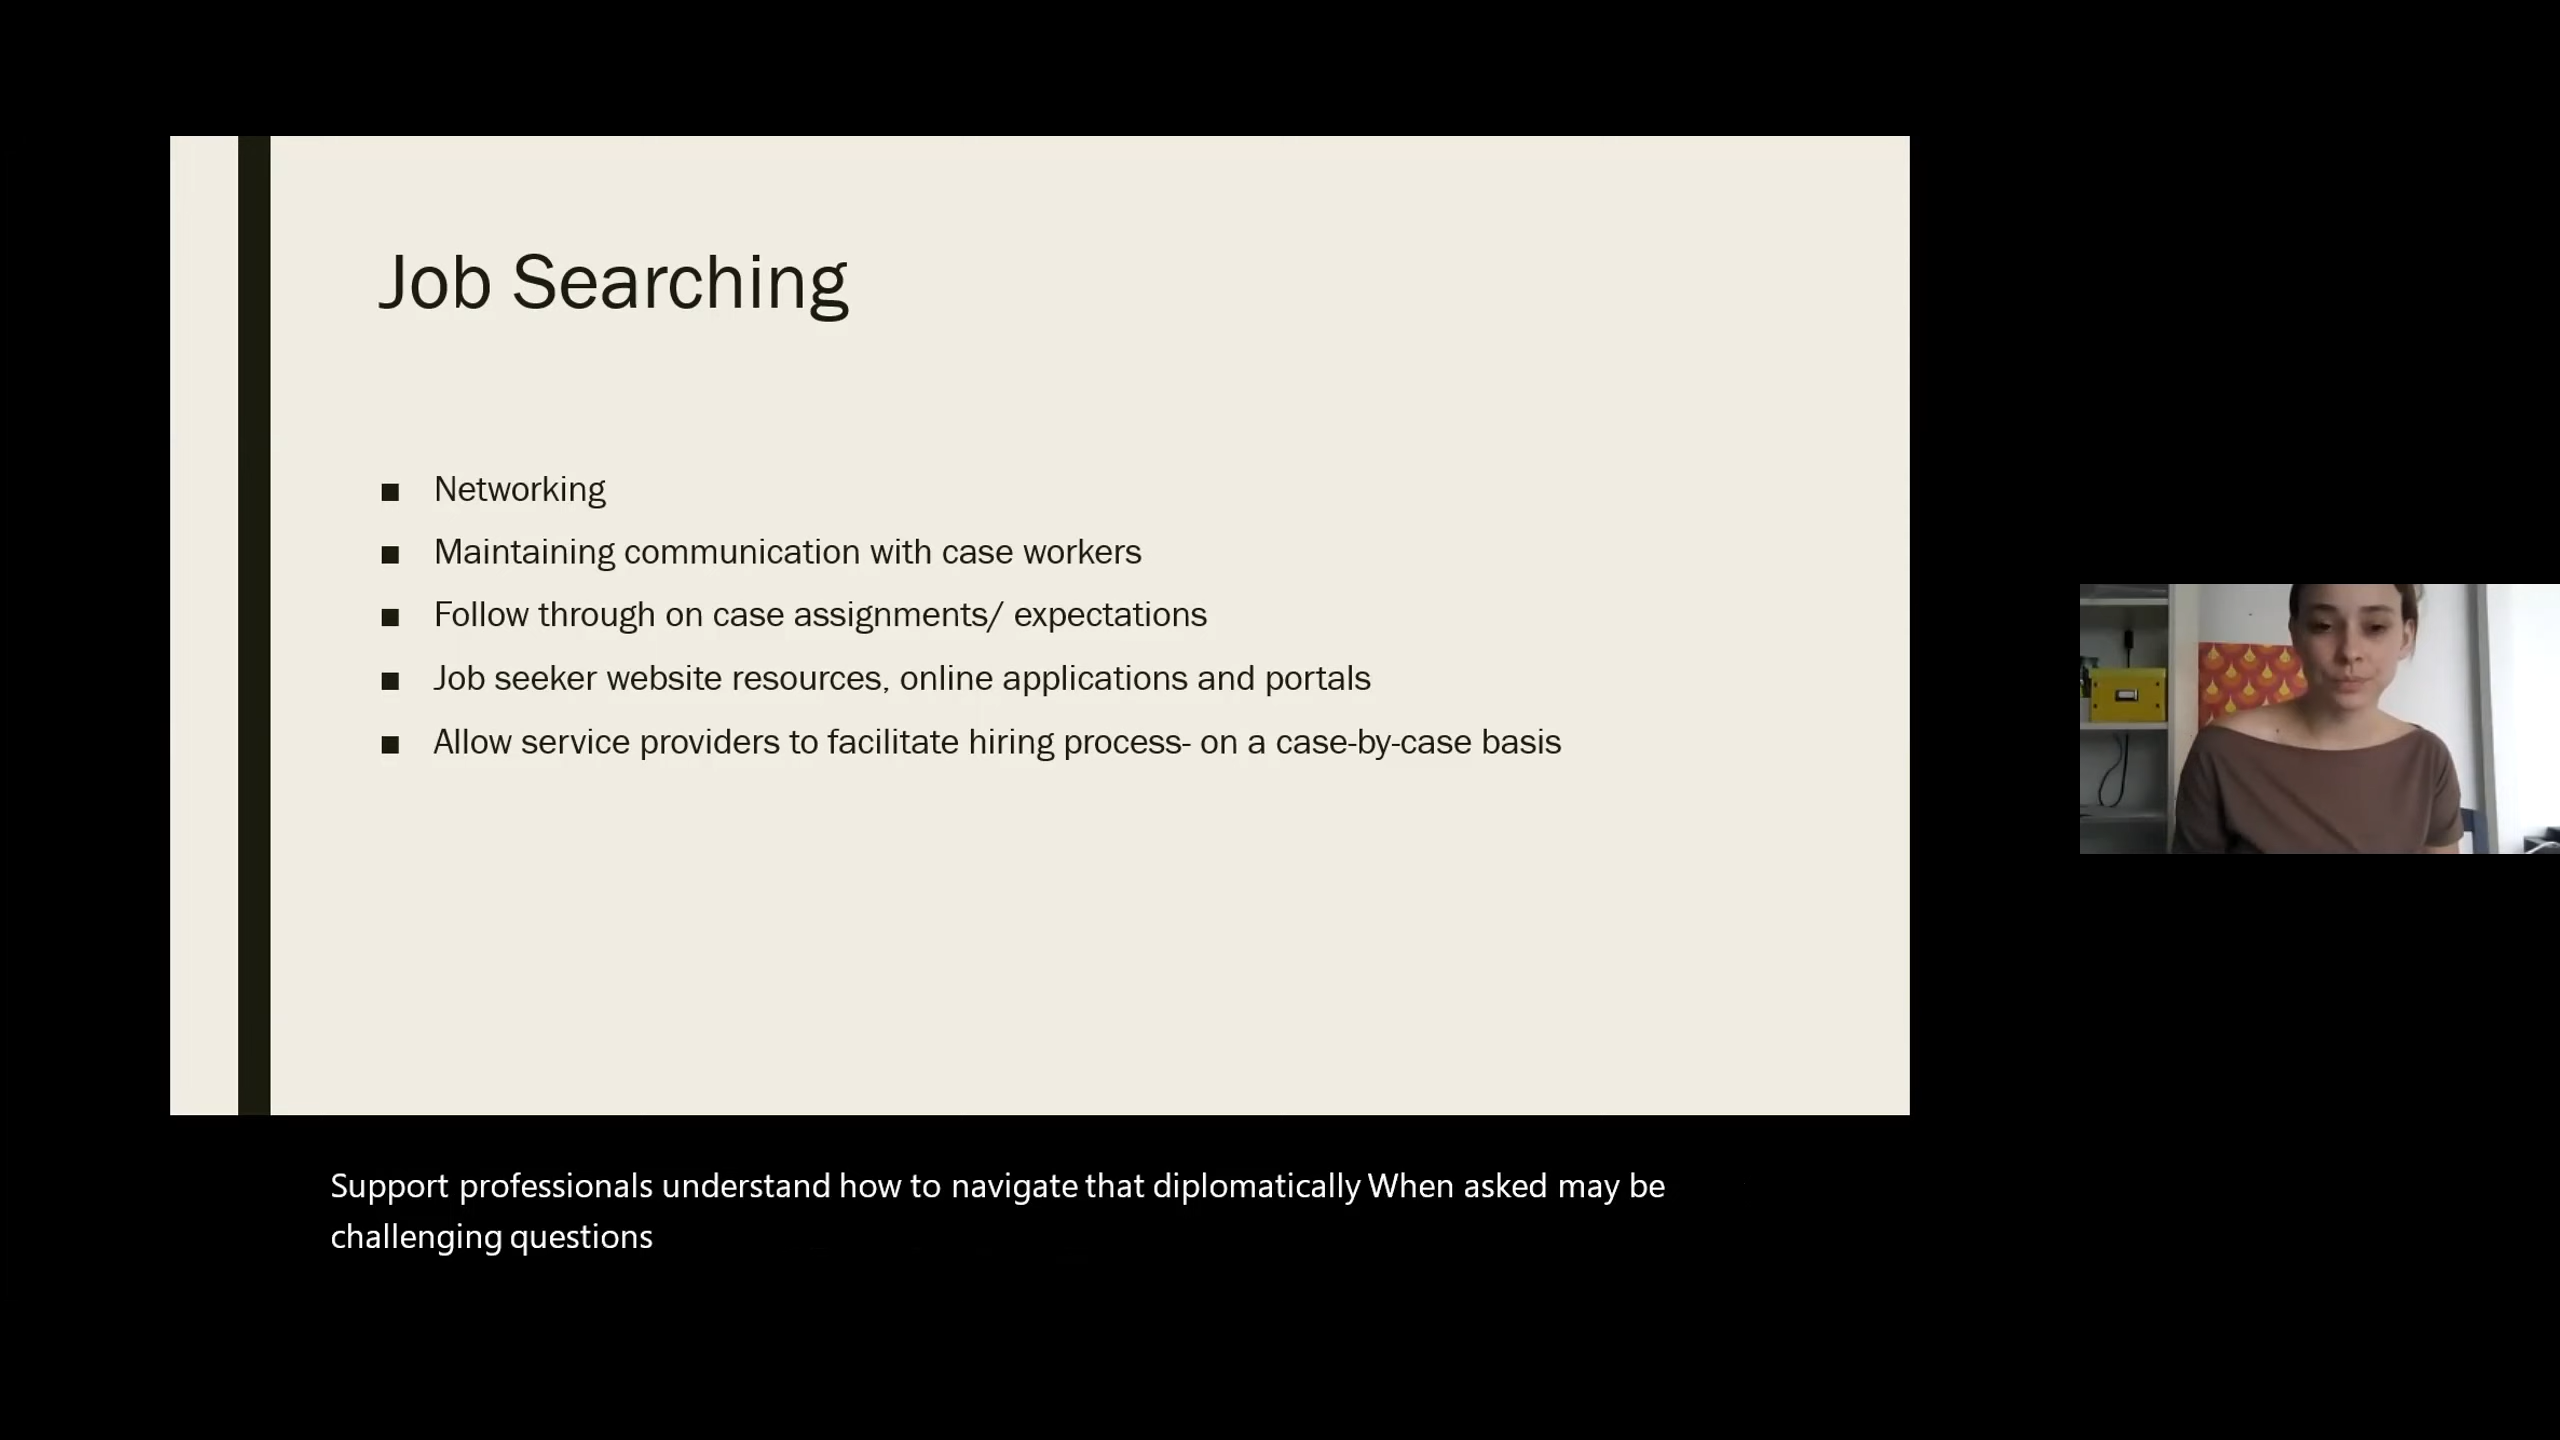 Job Searching
Networking
Maintaining communication with case workers
Follow through on case assignments/ expectations
Job seeker website resources, online applications and portals
Allow service providers to facilitate hiring process- on a case-by-case basis
Support professionals understand how to navigate that diplomatically When asked may be
challenging questions